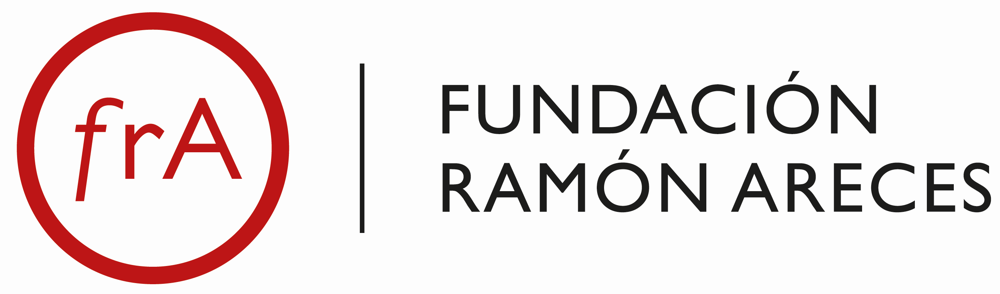 frA
FUNDACIÓN
RAMÓN ARECES